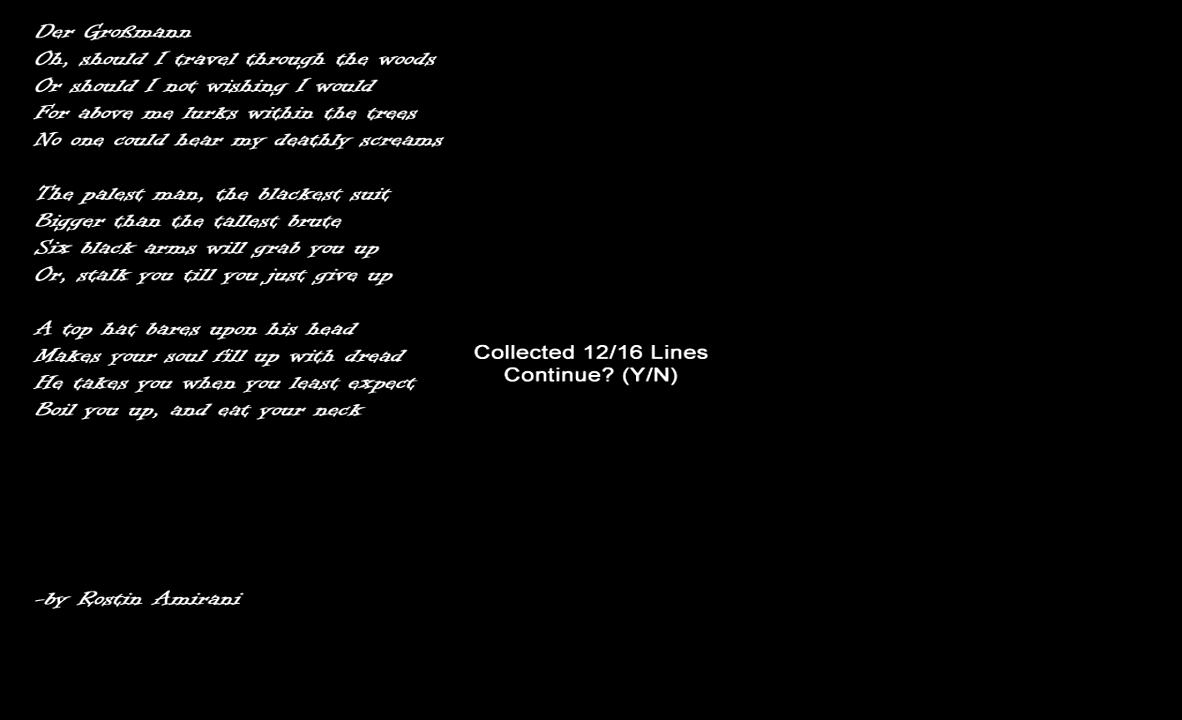 Der Großmann
Oh, should I travel through the woods
Or should I not wishing I would
For above me lurks within the trees
No one could hear my deathly screams
The palest man, the blackest suit
Bigger than the tallest brute
Six black arms will grab you up
Or, stalk you till you just give up
A top hat bares upon his head
Makes your soul fill up with dread
He takes you when you least expect
Boil you up, and eat your neck
Collected 12/16 Lines
Continue? (Y/N)
-by Rostin Amirani